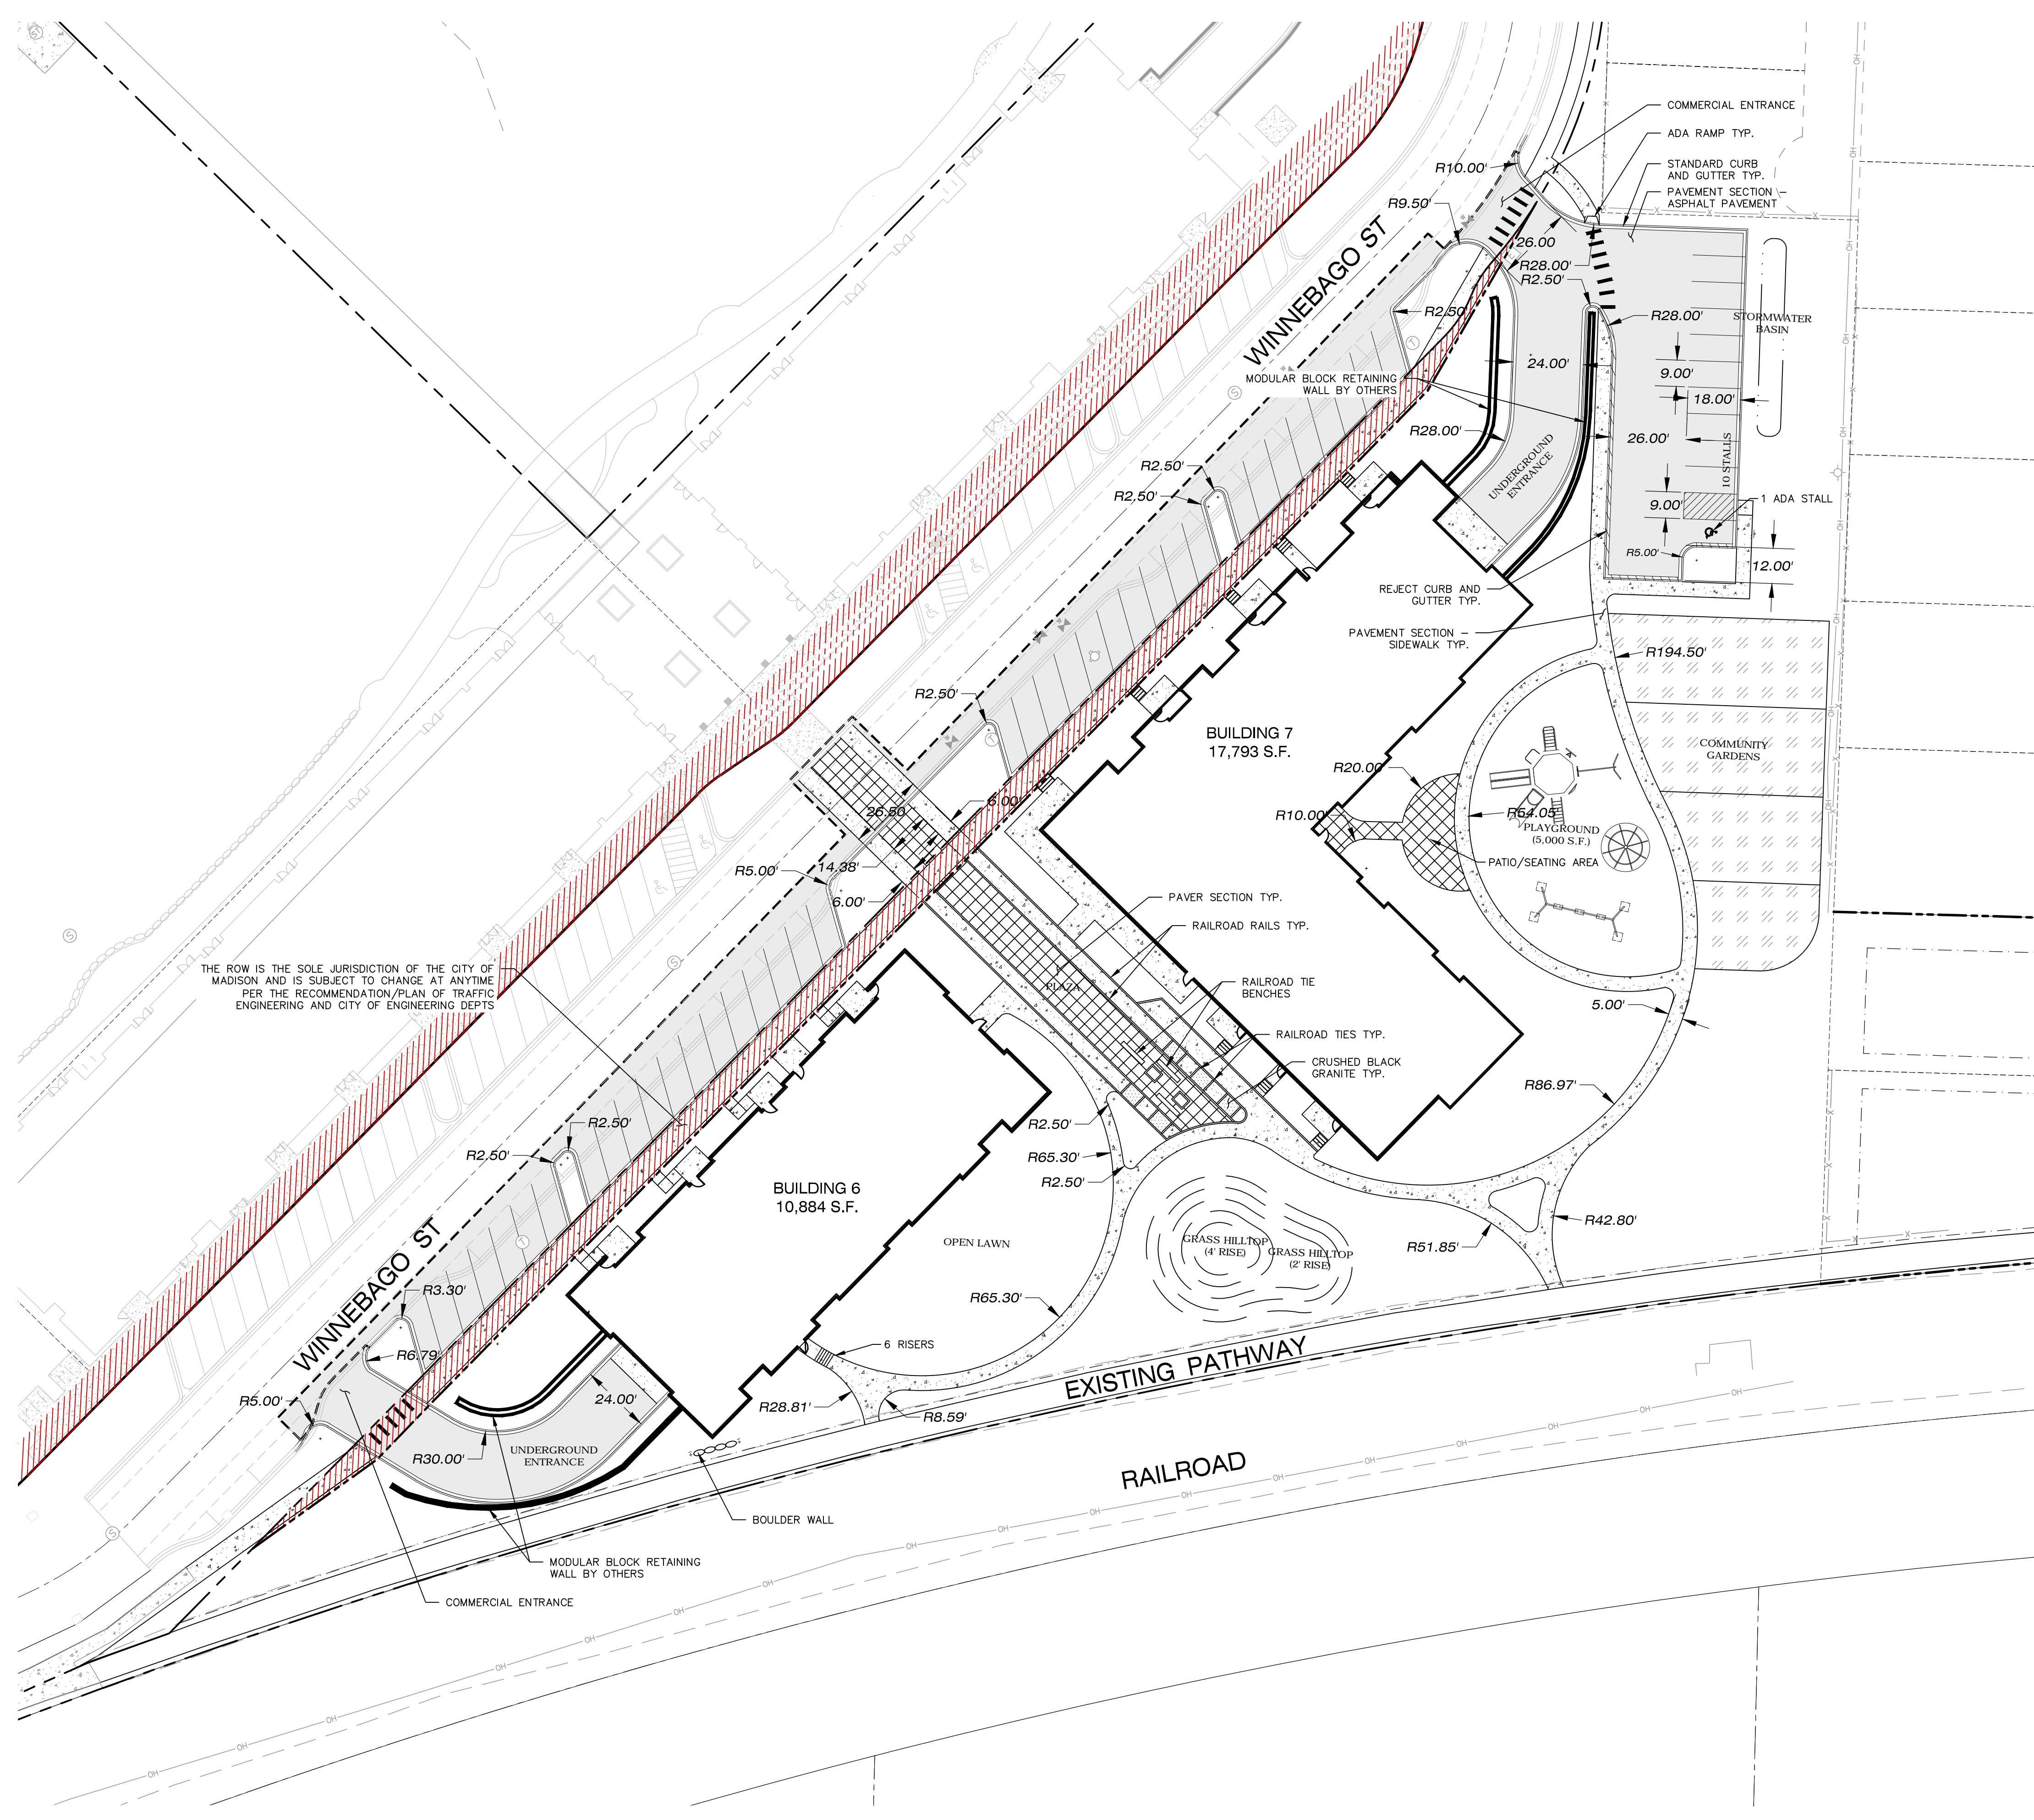 COMMERCIAL ENTRANCE
ADA RAMP TYP.
STANDARD CURB
AND GUTTER TYP.
PAVEMENT SECTION –
ASPHALT PAVEMENT
R10.00'
R9.50'
26.00
R28.00'
R2.50'
R2.50'
R28.00'
STORMWATER
BASIN
WINNEBAGO ST
24.00'
9.00'
18.00'
MODULAR BLOCK RETAINING
WALL BY OTHERS
R28.00'
26.00'
10 STALLS
UNDERGROUND
ENTRANCE
R2.50'
R2.50'
9.00'
1 ADA STALL
R5.00'
12.00'
REJECT CURB AND
GUTTER TYP.
PAVEMENT SECTION –
SIDEWALK TYP.
R194.50'
R2.50'
BUILDING 7
17,793 S.F.
COMMUNITY
GARDENS
R20.00'
R10.00'
R54.05'
PLAYGROUND
(5,000 S.F.)
PATIO/SEATING AREA
26.50'
6.00'
14.38'
R5.00'
6.00'
PAVER SECTION TYP.
RAILROAD RAILS TYP.
THE ROW IS THE SOLE JURISDICTION OF THE CITY OF
MADISON AND IS SUBJECT TO CHANGE AT ANYTIME
PER THE RECOMMENDATION/PLAN OF TRAFFIC
ENGINEERING AND CITY OF ENGINEERING DEPTS
PLAZA
RAILROAD TIE
BENCHES
5.00'
RAILROAD TIES TYP.
CRUSHED BLACK
GRANITE TYP.
R86.97'
R2.50'
R2.50'
R2.50'
R65.30'
R2.50'
BUILDING 6
10,884 S.F.
R42.80'
R51.85'
OPEN LAWN
GRASS HILLTOP
(4' RISE)
GRASS HILLTOP
(2' RISE)
WINNEBAGO ST
R3.30'
R65.30'
R6.79'
6 RISERS
EXISTING PATHWAY
R5.00'
24.00'
R28.81'
R8.59'
R30.00'
UNDERGROUND
ENTRANCE
RAILROAD
BOULDER WALL
MODULAR BLOCK RETAINING
WALL BY OTHERS
COMMERCIAL ENTRANCE